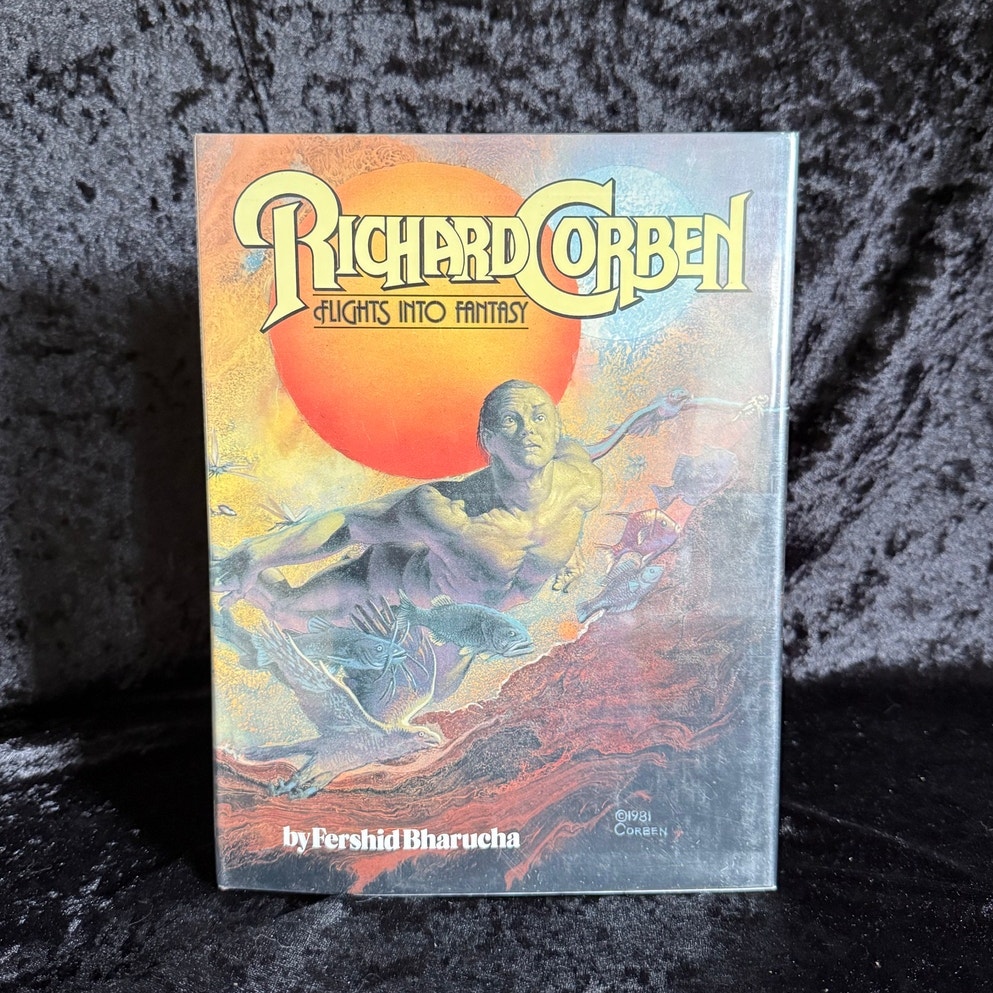 RICHARD CORBEN
FLIGHTS INTO FANTASY
by Fershid Bharucha
©1981
CORBEN